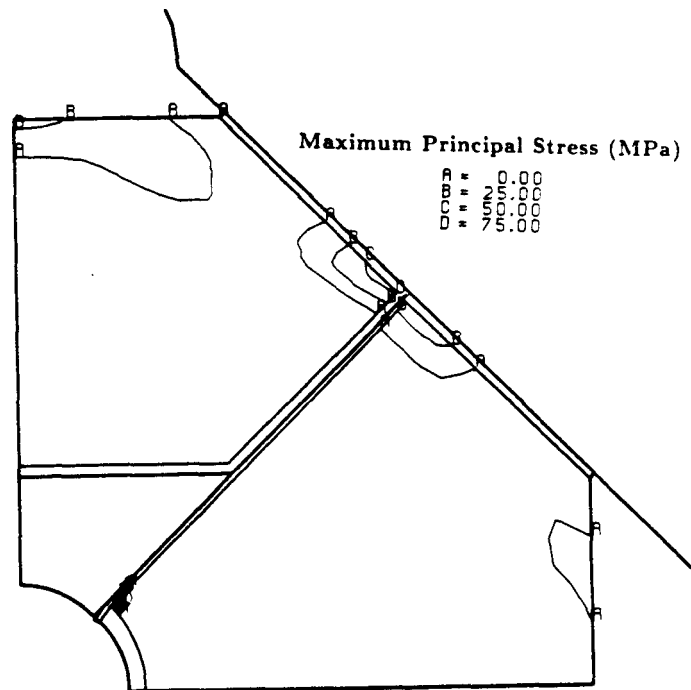 B B A A
A
Maximum Principal Stress (MPa)
A = 0.00
B = 25.00
C = 50.00
D = 75.00
A
B
C
D
B
A
A
A